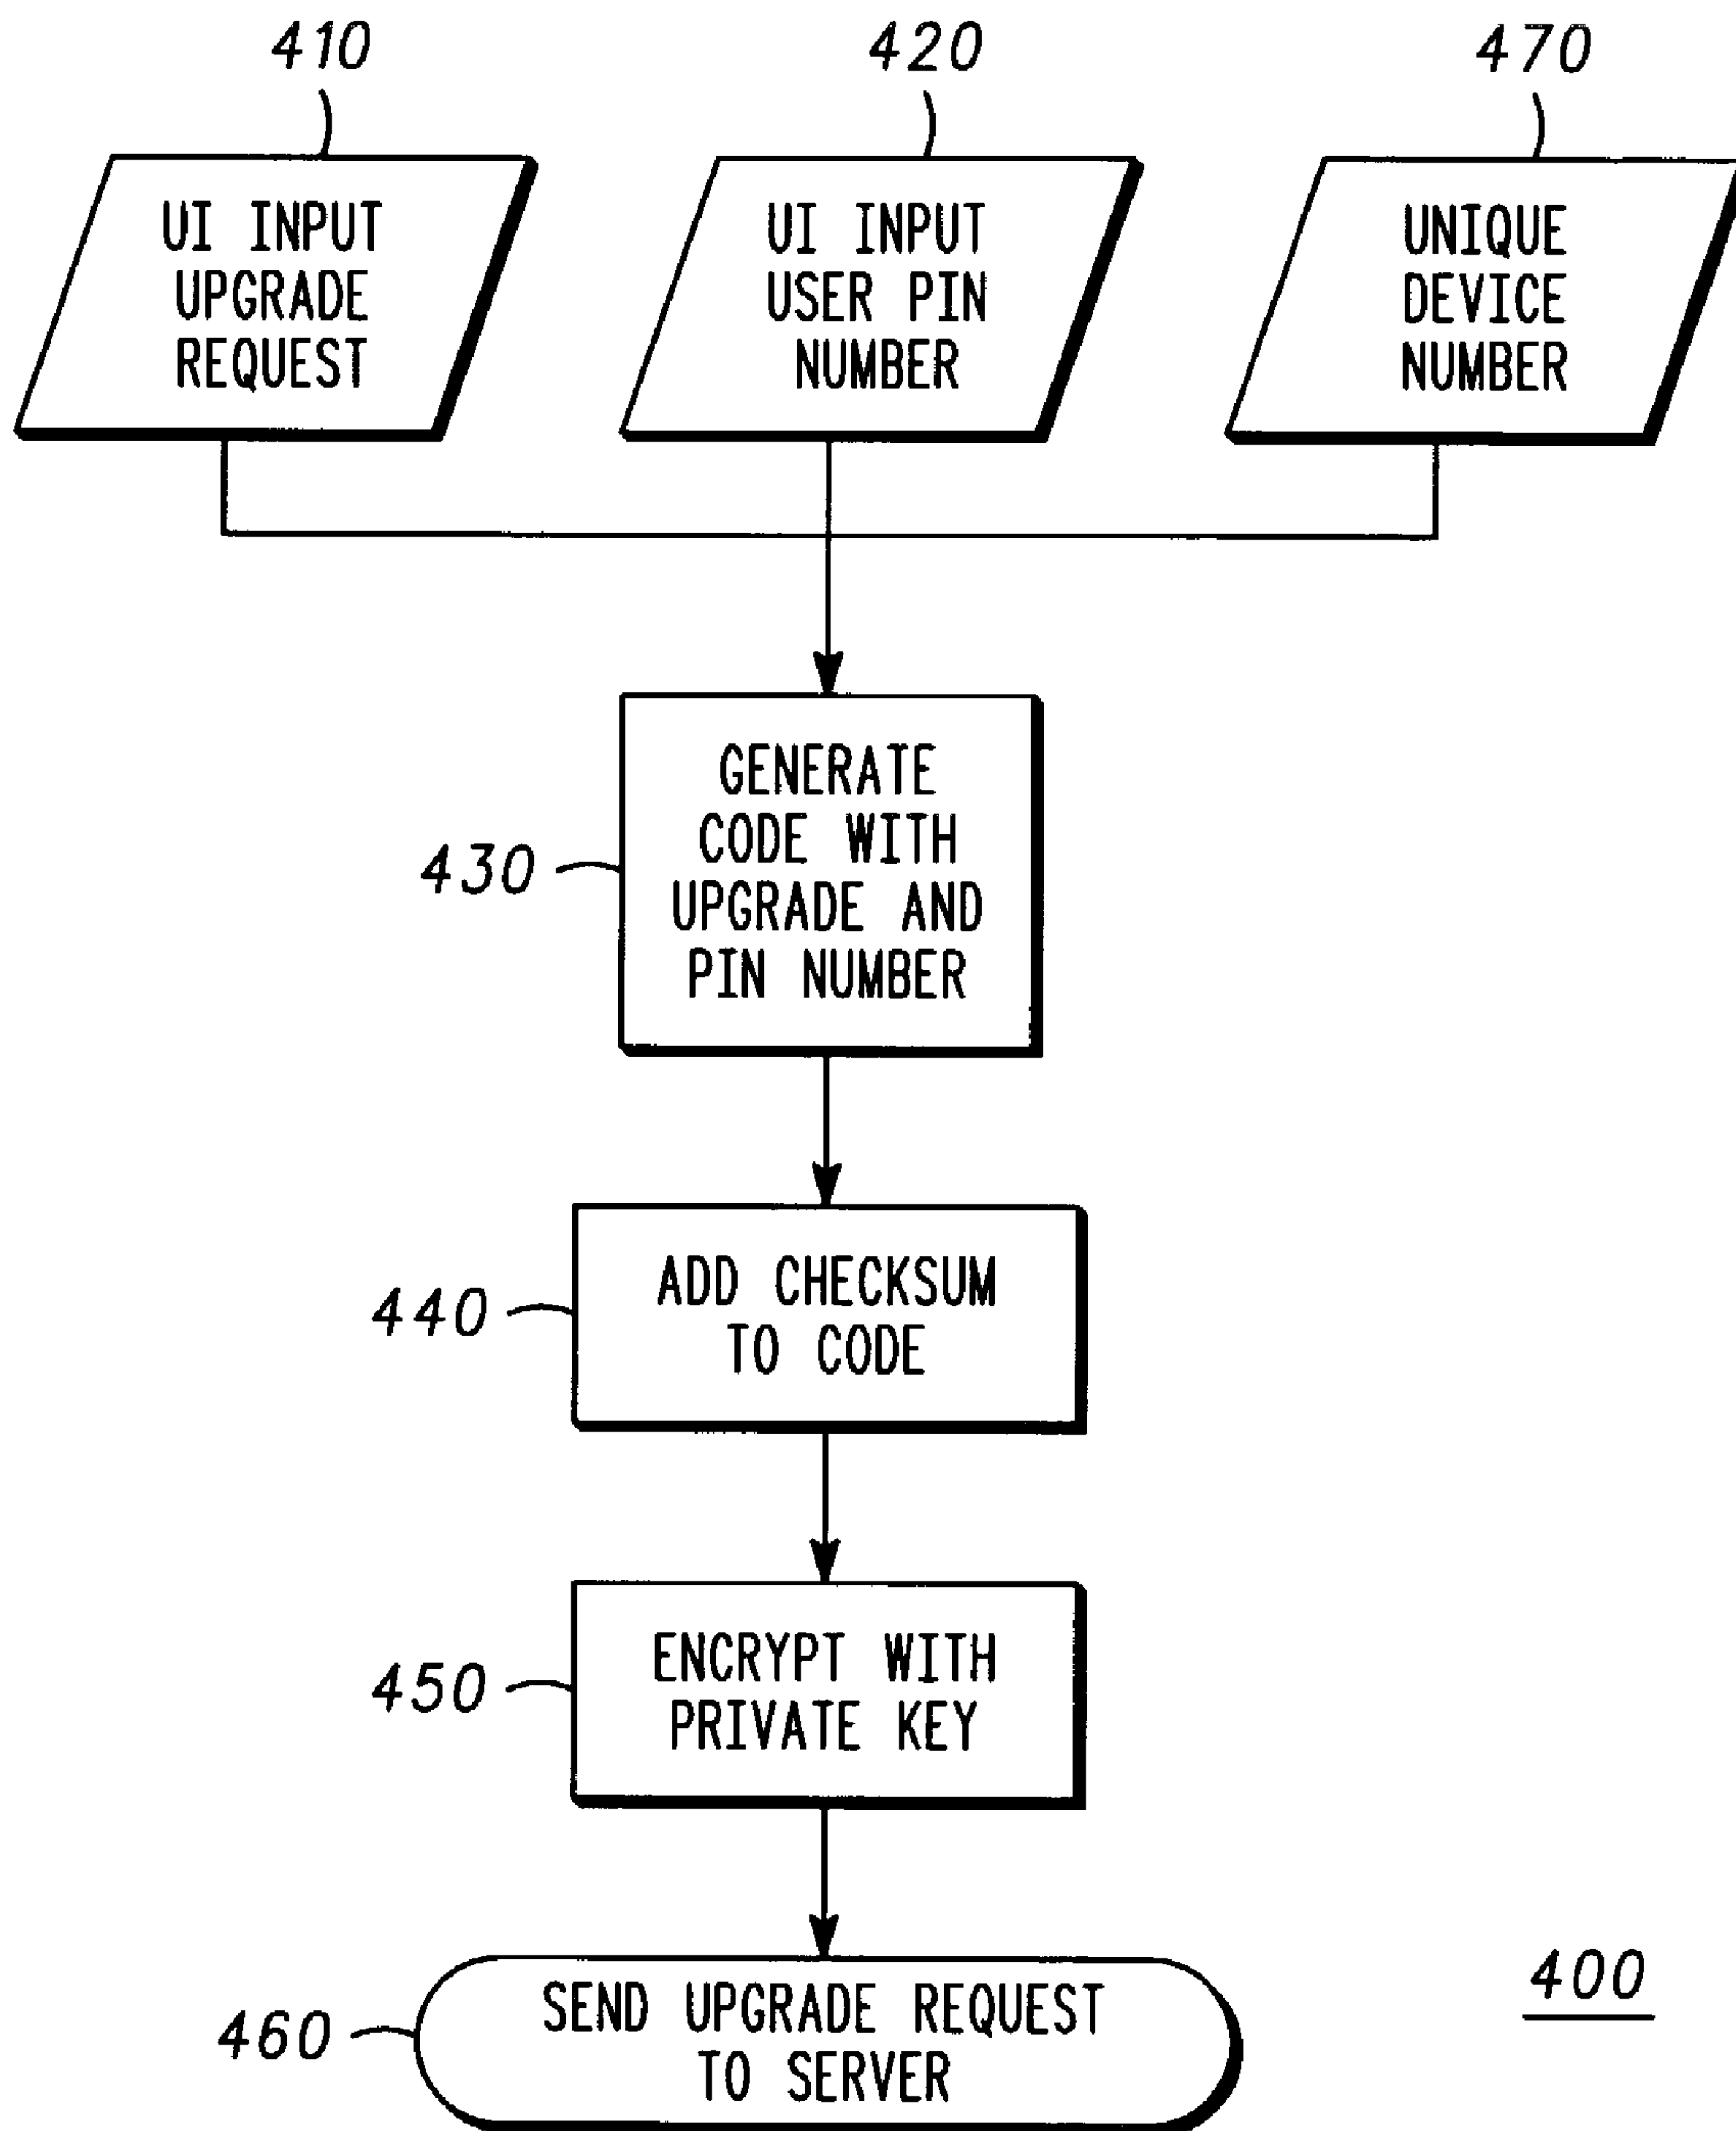 410
420
470
UI INPUT
UPGRADE
REQUEST
UI INPUT
USER PIN
NUMBER
UNIQUE
DEVICE
NUMBER
GENERATE
CODE WITH
UPGRADE AND
PIN NUMBER
430
ADD CHECKSUM
TO CODE
440
ENCRYPT WITH
PRIVATE KEY
450
SEND UPGRADE REQUEST
TO SERVER
460
400